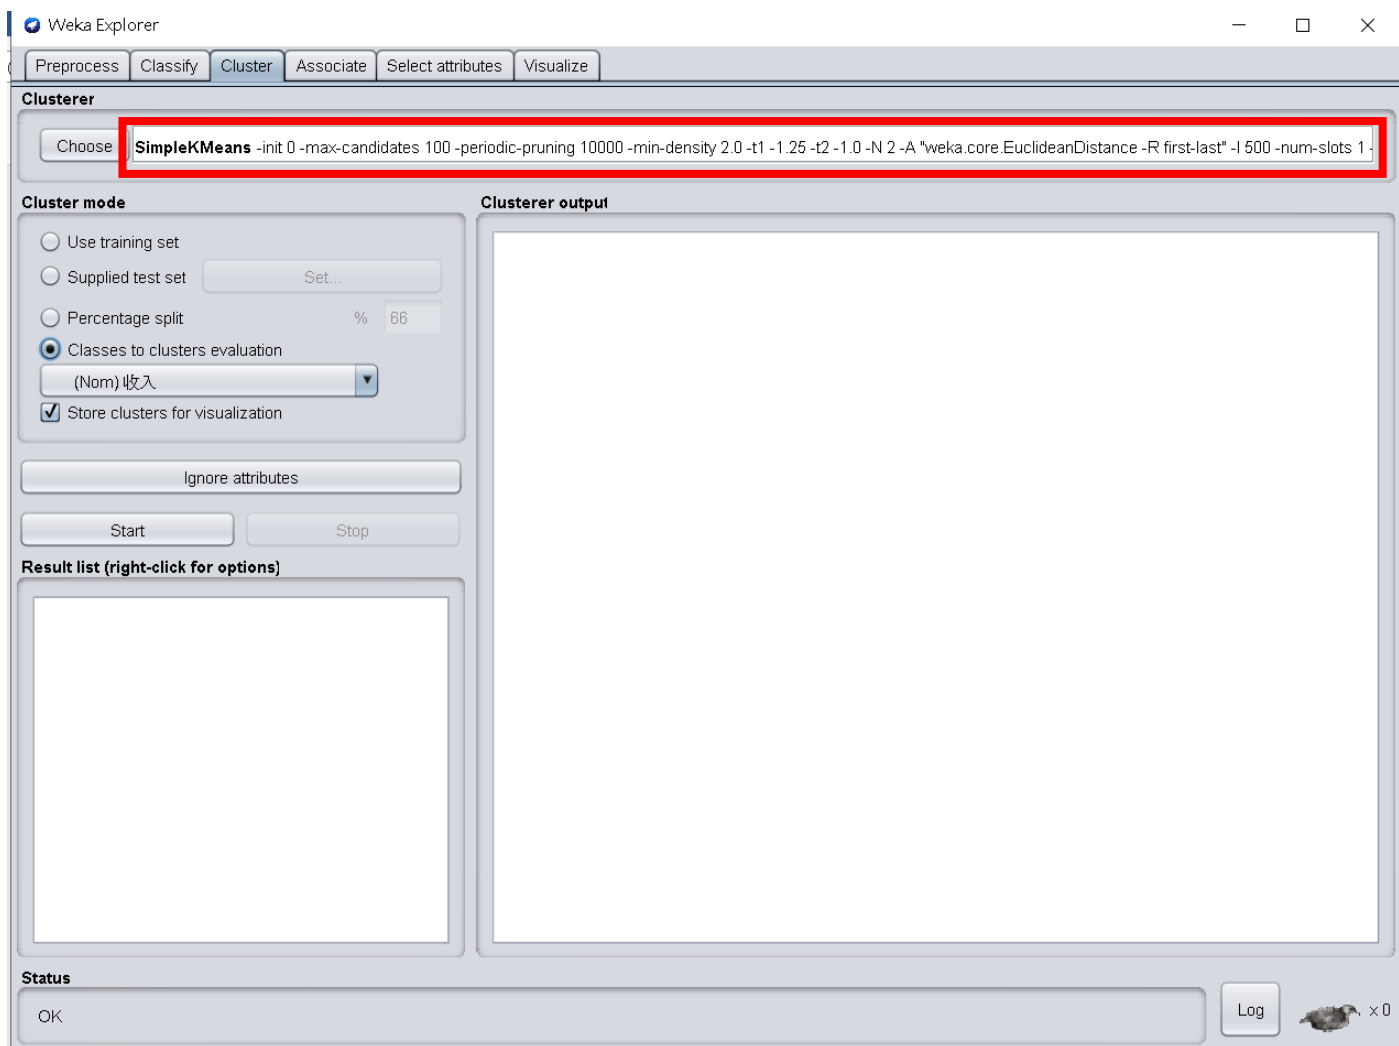 Weka Explorer
Preprocess Classify Cluster Associate Select attributes Visualize
Clusterer
Choose SimpleKMeans -init 0 -max-candidates 100 -periodic-pruning 10000 -min-density 2.0 -t1 -1.25 -t2 -1.0 -N 2 -A "weka.core.EuclideanDistance -R first-last" -I 500 -num-slots 1 -
Cluster mode
Use training set
Supplied test set Set...
Percentage split % 66
Classes to clusters evaluation
(Nom) 收入
Store clusters for visualization
Ignore attributes
Start Stop
Result list (right-click for options)
Clusterer output
Status
OK
Log x 0